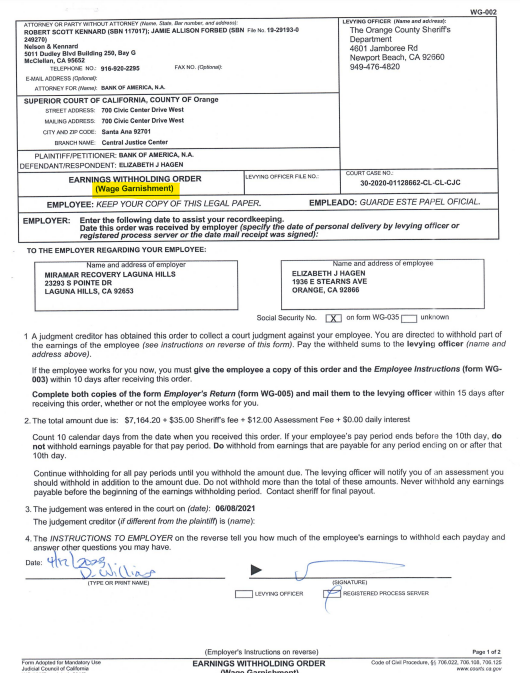 WG-002
ATTORNEY OR PARTY WITHOUT ATTORNEY (Name, State, Bar number, and address):
ROBERT SCOTT KENNARD (SBN 117017); JAMIE ALLISON FORBED (SBN File No. 19-29193-0
249270)
Nelson & Kennard
5011 Dudley Blvd Building 250, Bay G
McClellan, CA 95652
TELEPHONE NO.: 916-920-2295 FAX NO. (Optional):
E-MAIL ADDRESS (Optional):
ATTORNEY FOR (Name): BANK OF AMERICA, N.A.
LEVYING OFFICER (Name and address):
The Orange County Sheriff's
Department
4601 Jamboree Rd
Newport Beach, CA 92660
949-476-4820
SUPERIOR COURT OF CALIFORNIA, COUNTY OF Orange
STREET ADDRESS: 700 Civic Center Drive West
MAILING ADDRESS: 700 Civic Center Drive West
CITY AND ZIP CODE: Santa Ana 92701
BRANCH NAME: Central Justice Center
PLAINTIFF/PETITIONER: BANK OF AMERICA, N.A.
DEFENDANT/RESPONDENT: ELIZABETH J HAGEN
EARNINGS WITHHOLDING ORDER
(Wage Garnishment)
LEVYING OFFICER FILE NO.:
COURT CASE NO.:
30-2020-01128662-CL-CL-CJC
EMPLOYEE: KEEP YOUR COPY OF THIS LEGAL PAPER. EMPLEADO: GUARDE ESTE PAPEL OFICIAL.
EMPLOYER: Enter the following date to assist your recordkeeping.
Date this order was received by employer (specify the date of personal delivery by levying officer or
registered process server or the date mail receipt was signed):
TO THE EMPLOYER REGARDING YOUR EMPLOYEE:
Name and address of employer
MIRAMAR RECOVERY LAGUNA HILLS
23293 S POINTE DR
LAGUNA HILLS, CA 92653
Name and address of employee
ELIZABETH J HAGEN
1936 E STEARNS AVE
ORANGE, CA 92866
Social Security No. X on form WG-035 unknown
1 A judgment creditor has obtained this order to collect a court judgment against your employee. You are directed to withhold part of
the earnings of the employee (see instructions on reverse of this form). Pay the withheld sums to the levying officer (name and
address above).
If the employee works for you now, you must give the employee a copy of this order and the Employee Instructions (form WG-
003) within 10 days after receiving this order.
Complete both copies of the form Employer's Return (form WG-005) and mail them to the levying officer within 15 days after
receiving this order, whether or not the employee works for you.
2. The total amount due is: $7,164.20 + $35.00 Sheriff's fee + $12.00 Assessment Fee + $0.00 daily interest
Count 10 calendar days from the date when you received this order. If your employee's pay period ends before the 10th day, do
not withhold earnings payable for that pay period. Do withhold from earnings that are payable for any period ending on or after that
10th day.
Continue withholding for all pay periods until you withhold the amount due. The levying officer will notify you of an assessment you
should withhold in addition to the amount due. Do not withhold more than the total of these amounts. Never withhold any earnings
payable before the beginning of the earnings withholding period. Contact sheriff for final payout.
3. The judgement was entered in the court on (date): 06/08/2021
The judgement creditor (if different from the plaintiff) is (name):
4. The INSTRUCTIONS TO EMPLOYER on the reverse tell you how much of the employee's earnings to withhold each payday and
answer other questions you may have.
Date: 4/12/2023
D. Williams
(TYPE OR PRINT NAME)
(SIGNATURE)
LEVYING OFFICER REGISTERED PROCESS SERVER
(Employer's Instructions on reverse)
Page 1 of 2
Form Adopted for Mandatory Use
Judicial Council of California
EARNINGS WITHHOLDING ORDER
(Wage Garnishment)
Code of Civil Procedure, §§ 706.022, 706.108, 706.125
www.courts.ca.gov